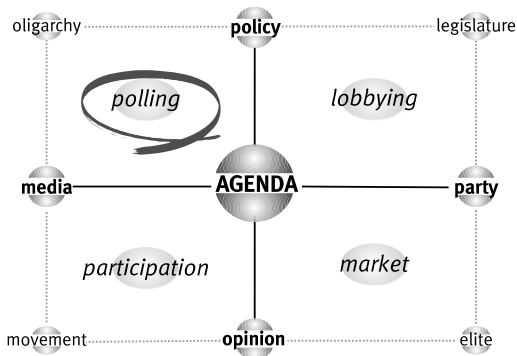 oligarchy policy legislature
polling lobbying
media AGENDA party
participation market
movement opinion elite